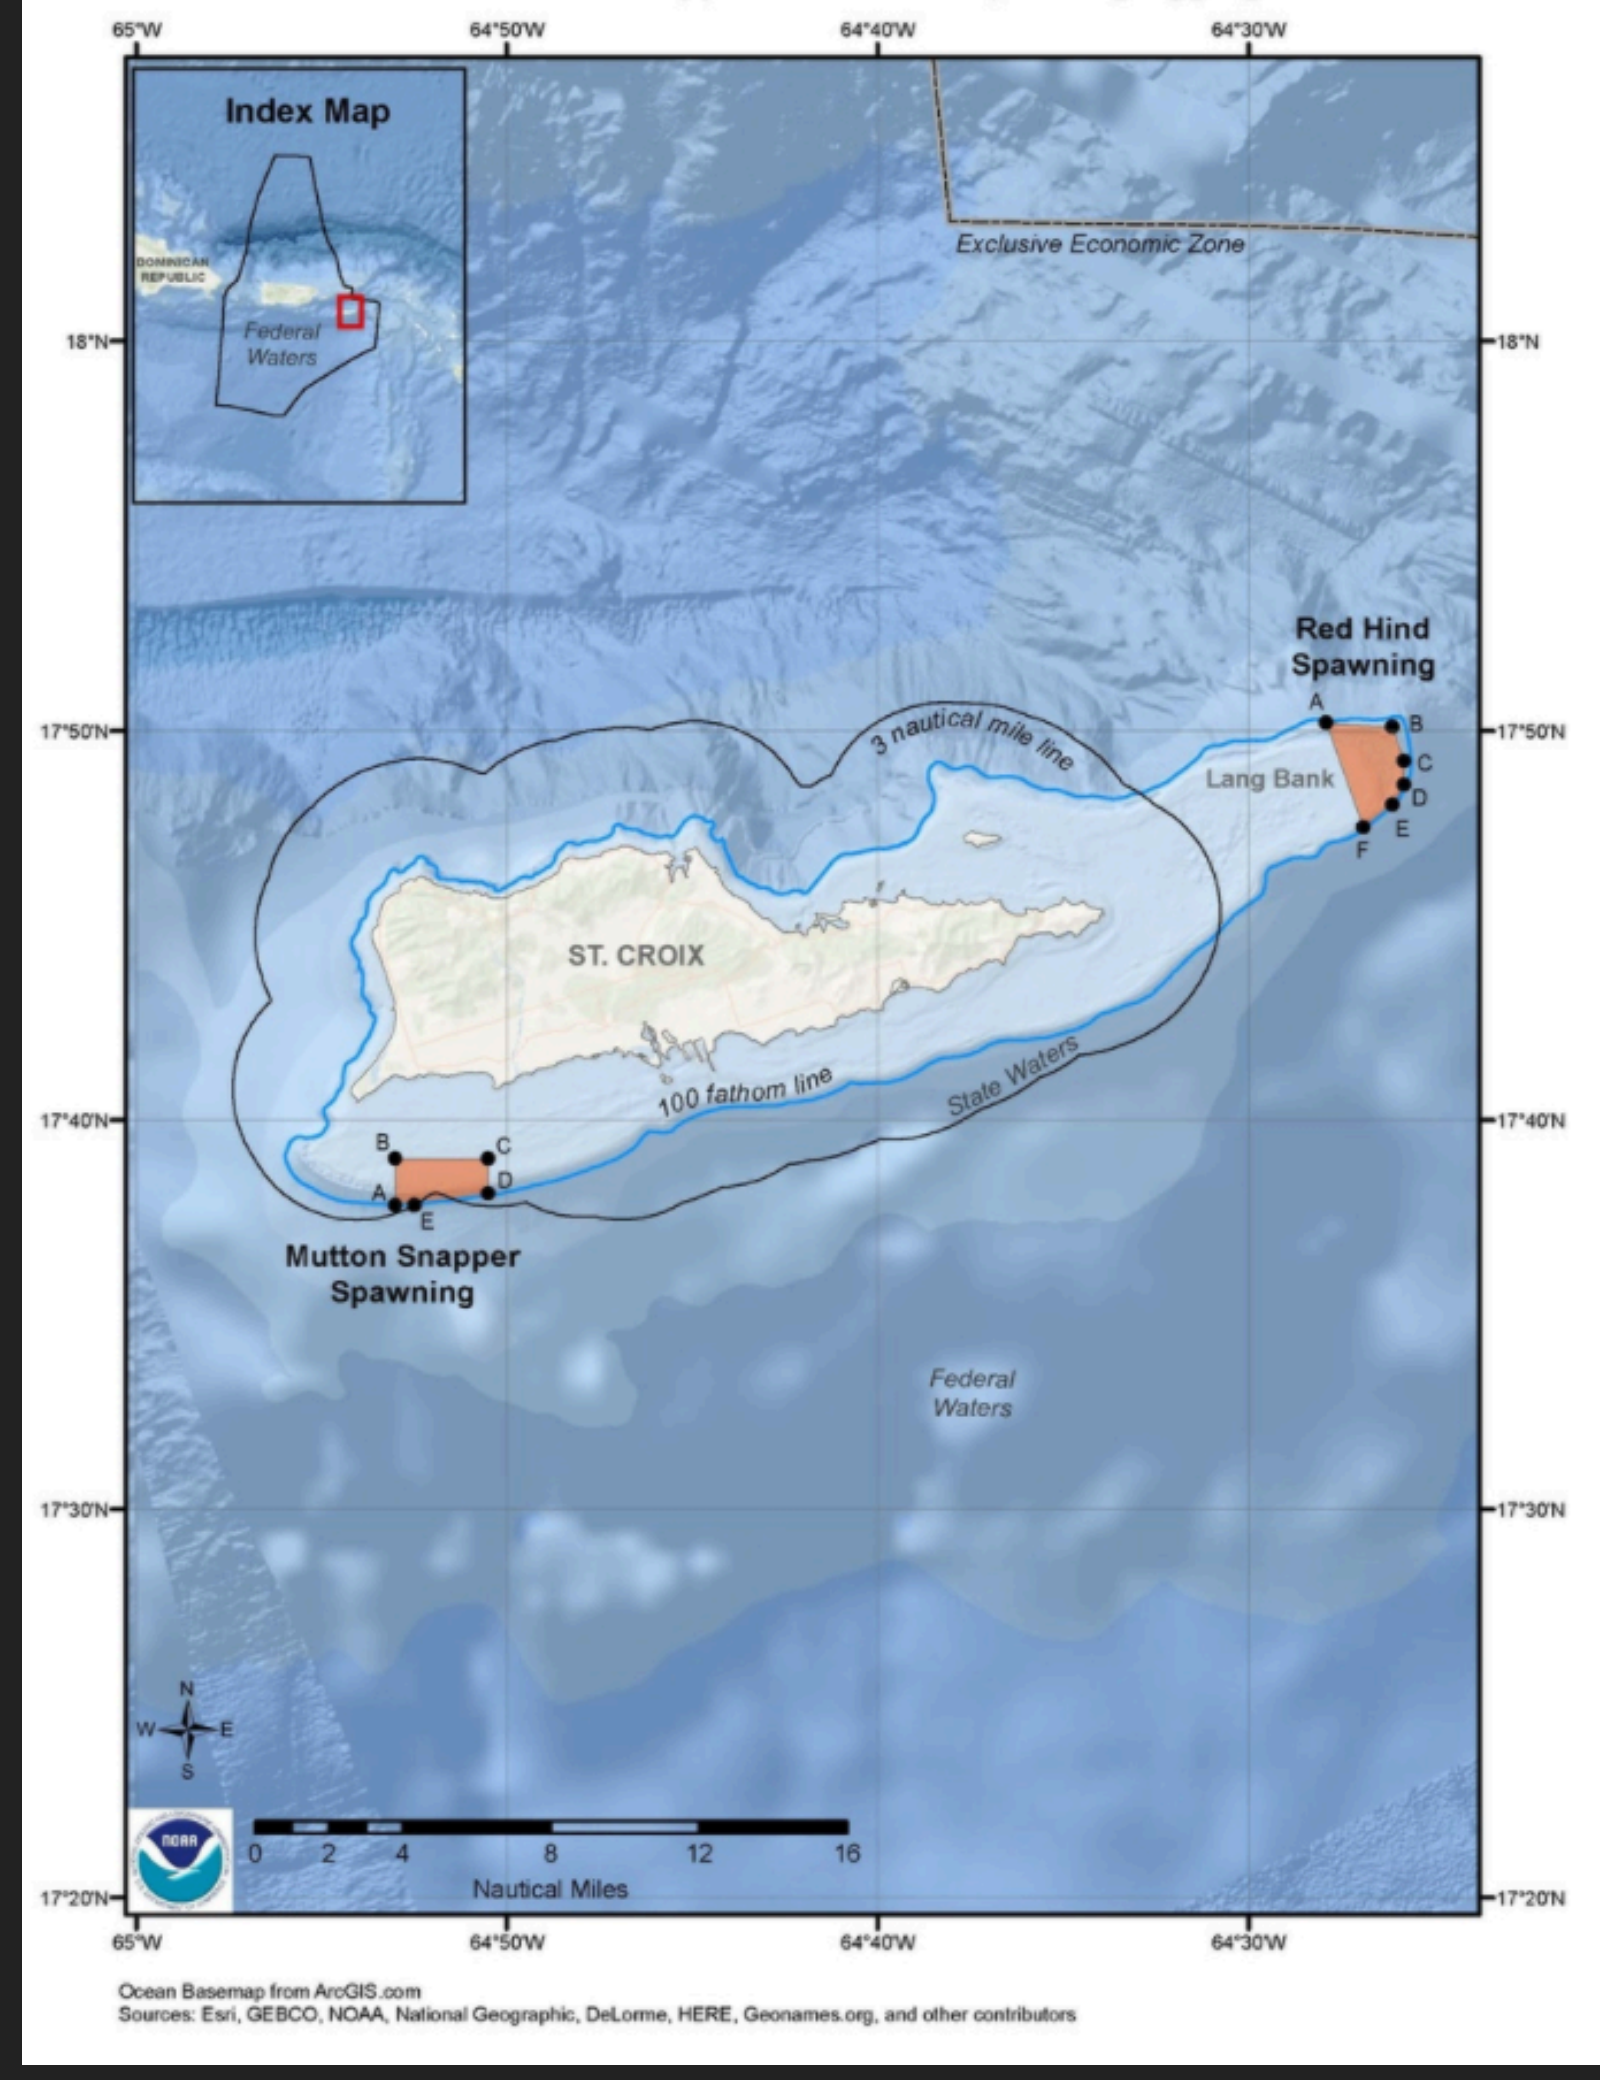 65°W 64°50'W 64°40'W 64°30'W
Index Map
DOMINICAN
REPUBLIC
Federal
Waters
Exclusive Economic Zone
18°N 18°N
Red Hind
Spawning
A
B
C
D
E
F
17°50'N 17°50'N
3 nautical mile line
Lang Bank
ST. CROIX
100 fathom line
State Waters
17°40'N 17°40'N
B C
A D
E
Mutton Snapper
Spawning
Federal
Waters
17°30'N 17°30'N
N
W E
S
NOAA
0 2 4 8 12 16
Nautical Miles
17°20'N 17°20'N
65°W 64°50'W 64°40'W 64°30'W
Ocean Basemap from ArcGIS.com
Sources: Esri, GEBCO, NOAA, National Geographic, DeLorme, HERE, Geonames.org, and other contributors